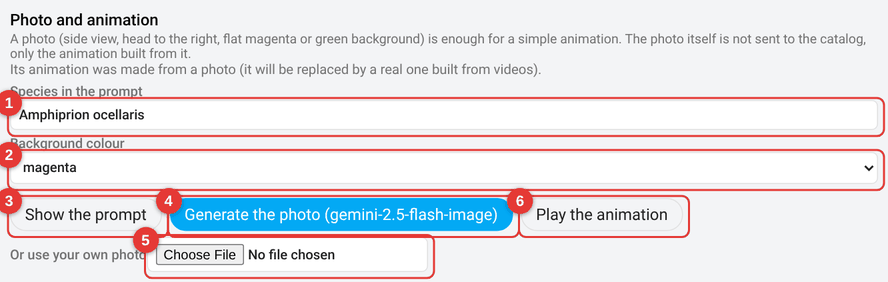 Photo and animation
A photo (side view, head to the right, flat magenta or green background) is enough for a simple animation. The photo itself is not sent to the catalog,
only the animation built from it.
Its animation was made from a photo (it will be replaced by a real one built from videos).
Species in the prompt
1
Amphiprion ocellaris
Background colour
2
magenta
3 Show the prompt 4 Generate the photo (gemini-2.5-flash-image) 6 Play the animation
5
Or use your own photo Choose File No file chosen